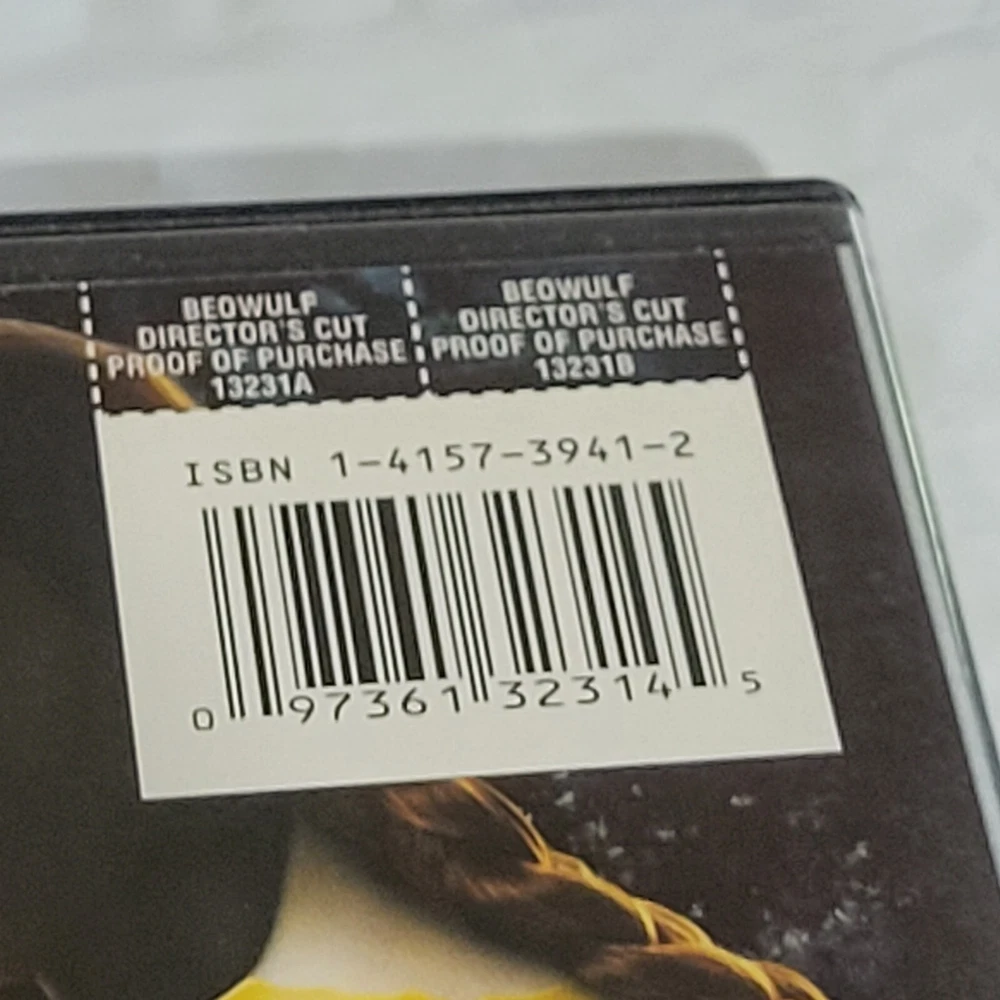 BEOWULF
DIRECTOR'S CUT
PROOF OF PURCHASE
13231A
BEOWULF
DIRECTOR'S CUT
PROOF OF PURCHASE
13231B
ISBN 1-4157-3941-2
0 97361 32314 5